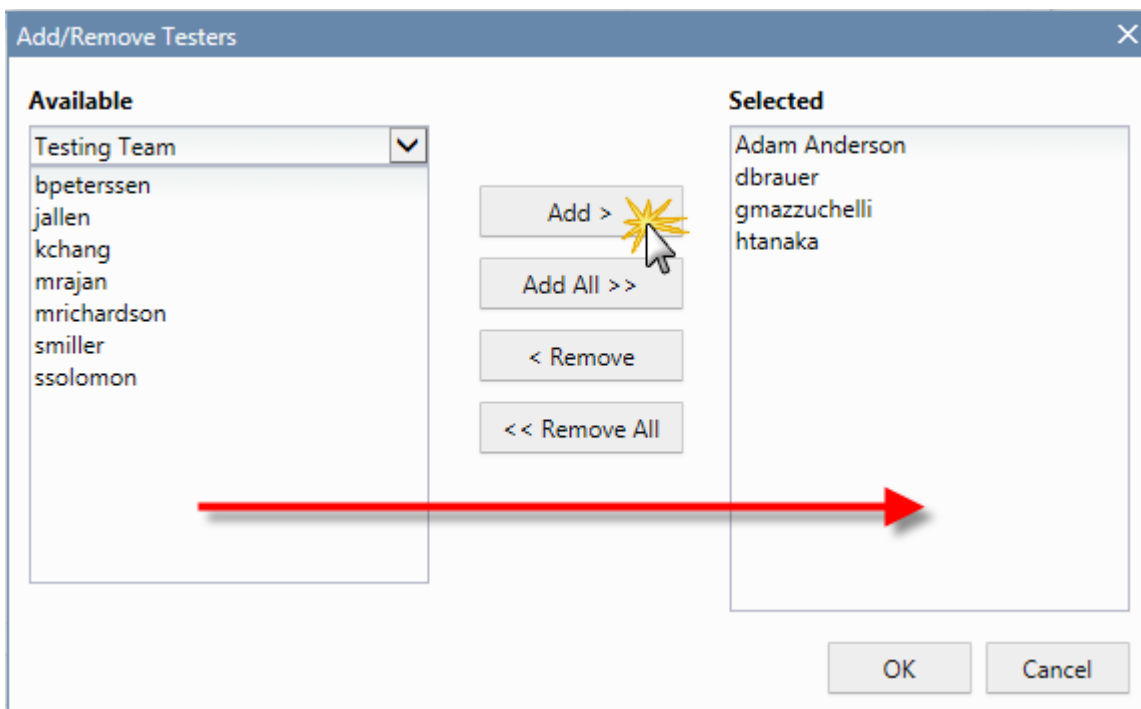 Add/Remove Testers
Available
Testing Team
bpeterssen
jallen
kchang
mrajan
mrichardson
smiller
ssolomon
Add >
Add All >>
< Remove
<< Remove All
Selected
Adam Anderson
dbrauer
gmazzuchelli
htanaka
OK
Cancel